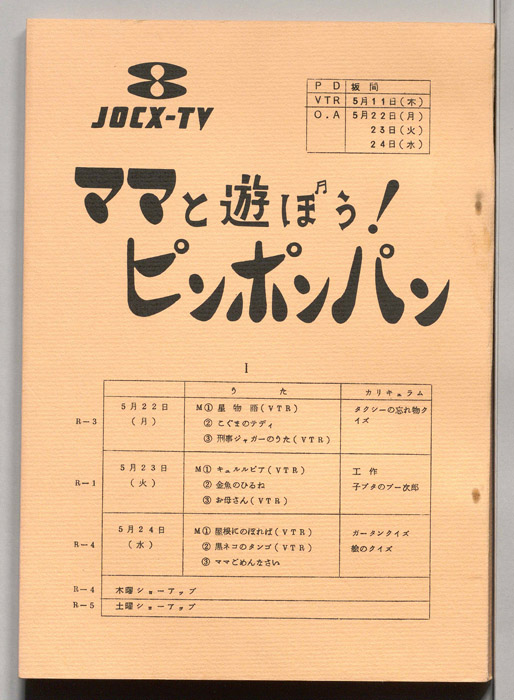 8
JOCX-TV
PD 坂間
VTR 5月11日(木)
O.A 5月22日(月)
23日(火)
24日(水)
ママと遊ぼう!
ピンポンパン
I
うた カリキュラム
R-3 5月22日(月) M① 星物語(VTR) タクシーの忘れ物クイズ
② こぐまのテディ
③ 刑事ジャガーのうた(VTR)
R-1 5月23日(火) M① キュルルピア(VTR) 工作
② 金魚のひるね 子ブタのブー次郎
③ お母さん(VTR)
R-4 5月24日(水) M① 屋根にのぼれば(VTR) ガータンクイズ
② 黒ネコのタンゴ(VTR) 絵のクイズ
③ ママごめんなさい
R-4 木曜ショーアップ
R-5 土曜ショーアップ